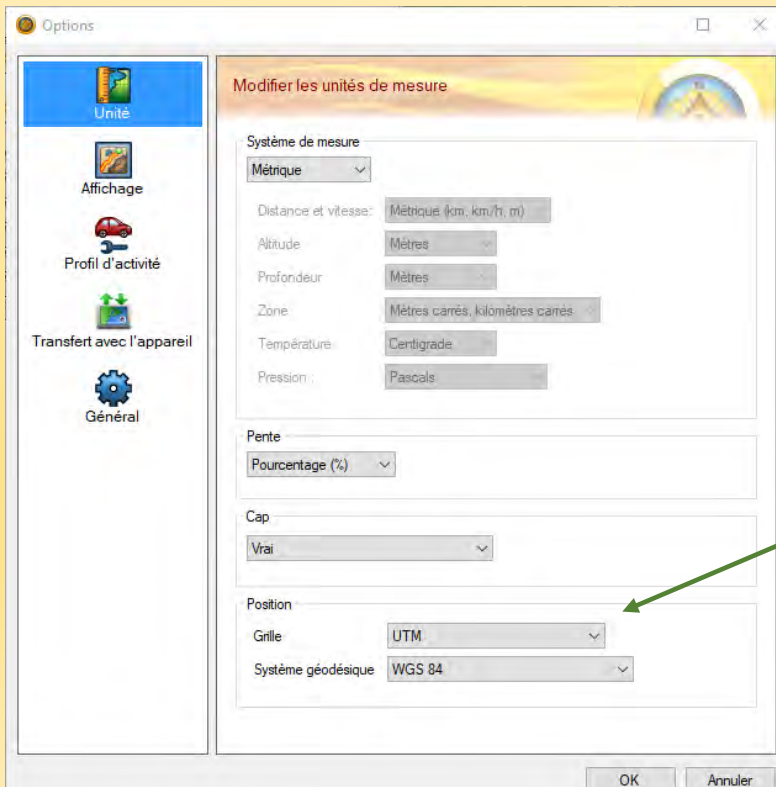 Options
Unité
Affichage
Profil d'activité
Transfert avec l'appareil
Général
Modifier les unités de mesure
Système de mesure
Métrique
Distance et vitesse: Métrique (km, km/h, m)
Altitude Mètres
Profondeur Mètres
Zone Mètres carrés, kilomètres carrés
Température Centigrade
Pression : Pascals
Pente
Pourcentage (%)
Cap
Vrai
Position
Grille UTM
Système géodésique WGS 84
OK Annuler